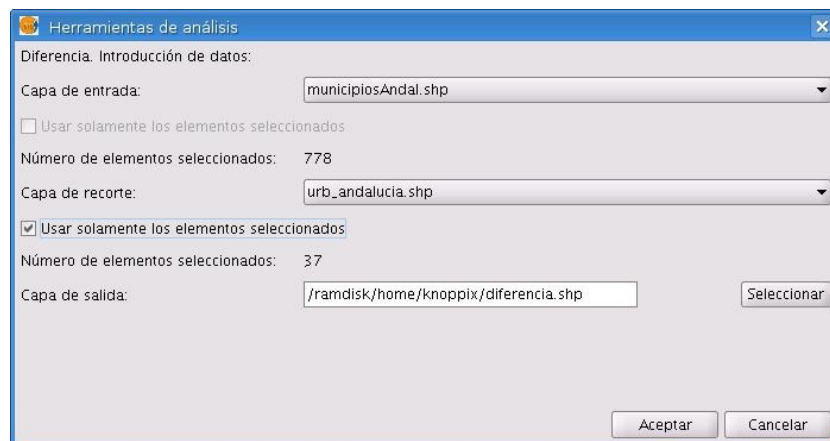 Herramientas de análisis
Diferencia. Introducción de datos:
Capa de entrada: municipiosAndal.shp
Usar solamente los elementos seleccionados
Número de elementos seleccionados: 778
Capa de recorte: urb_andalucia.shp
Usar solamente los elementos seleccionados
Número de elementos seleccionados: 37
Capa de salida: /ramdisk/home/knoppix/diferencia.shp Seleccionar
Aceptar Cancelar